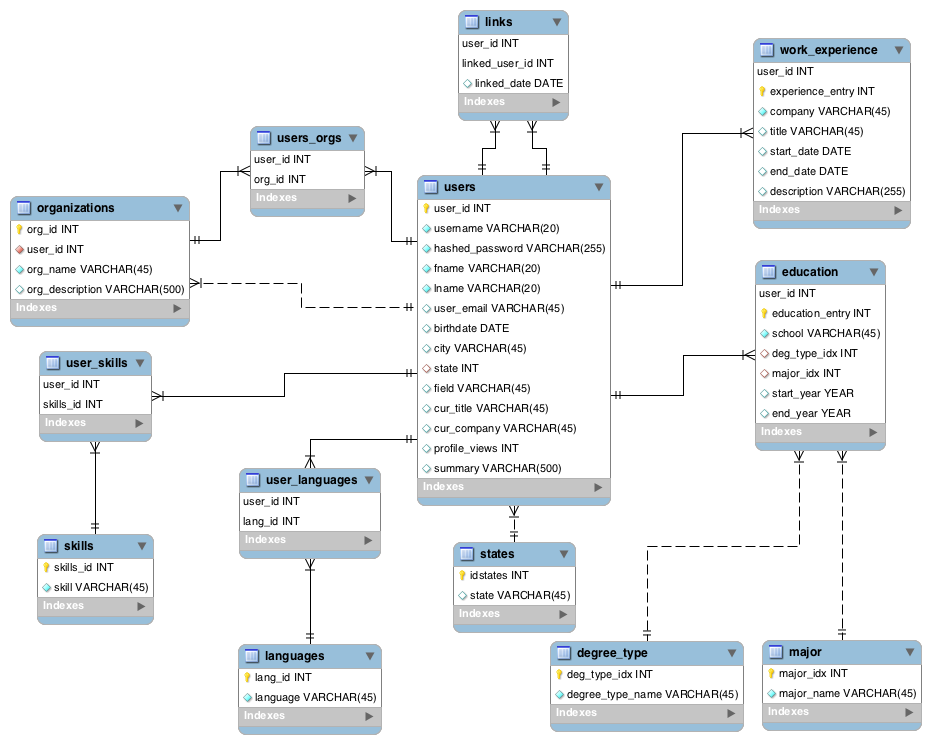 links
user_id INT
linked_user_id INT
linked_date DATE
Indexes
work_experience
user_id INT
experience_entry INT
company VARCHAR(45)
title VARCHAR(45)
start_date DATE
end_date DATE
description VARCHAR(255)
Indexes
users_orgs
user_id INT
org_id INT
Indexes
users
user_id INT
username VARCHAR(20)
hashed_password VARCHAR(255)
fname VARCHAR(20)
lname VARCHAR(20)
user_email VARCHAR(45)
birthdate DATE
city VARCHAR(45)
state INT
field VARCHAR(45)
cur_title VARCHAR(45)
cur_company VARCHAR(45)
profile_views INT
summary VARCHAR(500)
Indexes
organizations
org_id INT
user_id INT
org_name VARCHAR(45)
org_description VARCHAR(500)
Indexes
education
user_id INT
education_entry INT
school VARCHAR(45)
deg_type_idx INT
major_idx INT
start_year YEAR
end_year YEAR
Indexes
user_skills
user_id INT
skills_id INT
Indexes
user_languages
user_id INT
lang_id INT
Indexes
skills
skills_id INT
skill VARCHAR(45)
Indexes
states
idstates INT
state VARCHAR(45)
Indexes
languages
lang_id INT
language VARCHAR(45)
Indexes
degree_type
deg_type_idx INT
degree_type_name VARCHAR(45)
Indexes
major
major_idx INT
major_name VARCHAR(45)
Indexes